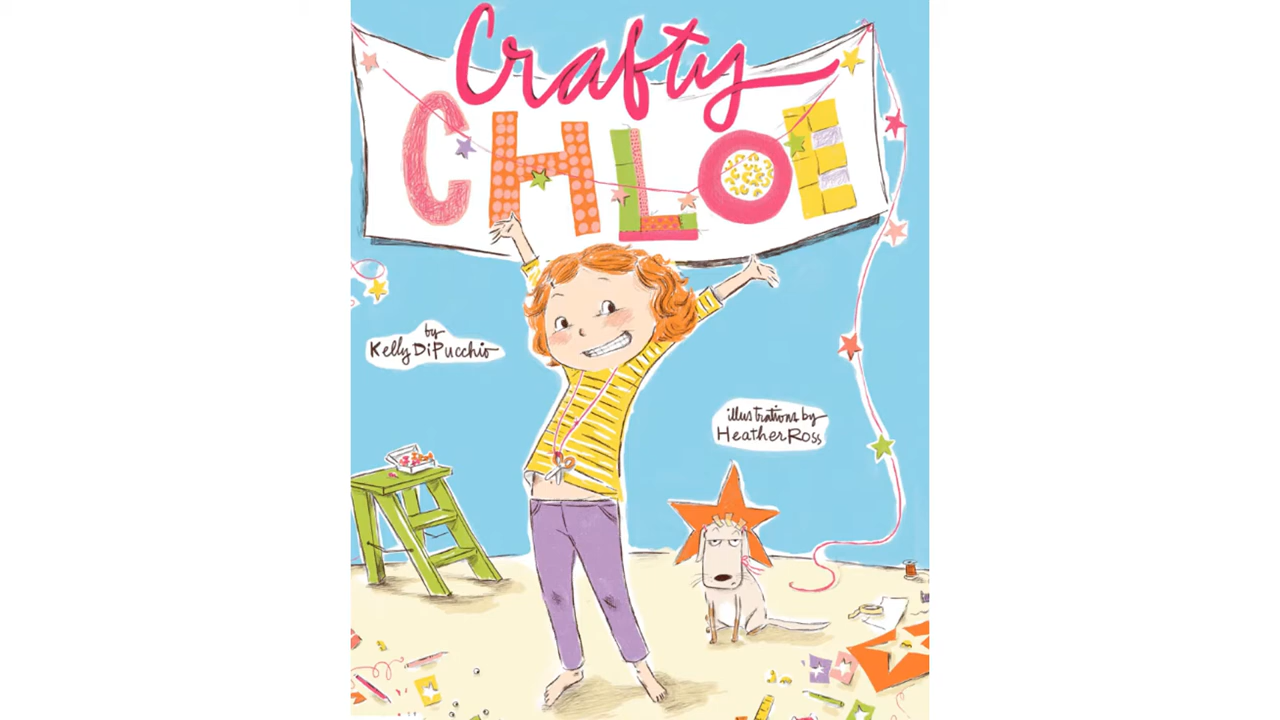 Crafty
CHLOE
by
Kelly DiPucchio
illustrations by
Heather Ross